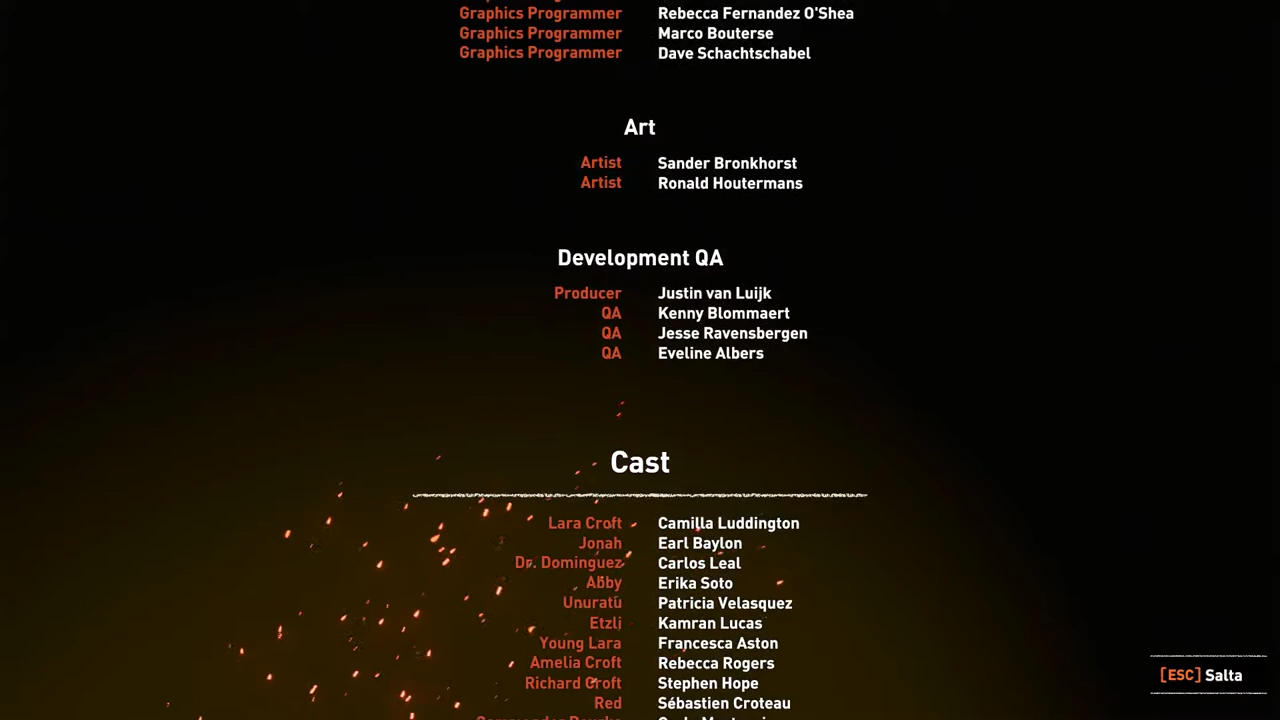 Graphics Programmer Rebecca Fernandez O'Shea
Graphics Programmer Marco Bouterse
Graphics Programmer Dave Schachtschabel
Art
Artist Sander Bronkhorst
Artist Ronald Houtermans
Development QA
Producer Justin van Luijk
QA Kenny Blommaert
QA Jesse Ravensbergen
QA Eveline Albers
Cast
Lara Croft Camilla Luddington
Jonah Earl Baylon
Dr. Dominguez Carlos Leal
Abby Erika Soto
Unuratu Patricia Velasquez
Etzli Kamran Lucas
Young Lara Francesca Aston
Amelia Croft Rebecca Rogers
Richard Croft Stephen Hope
Red Sébastien Croteau
[ESC] Salta